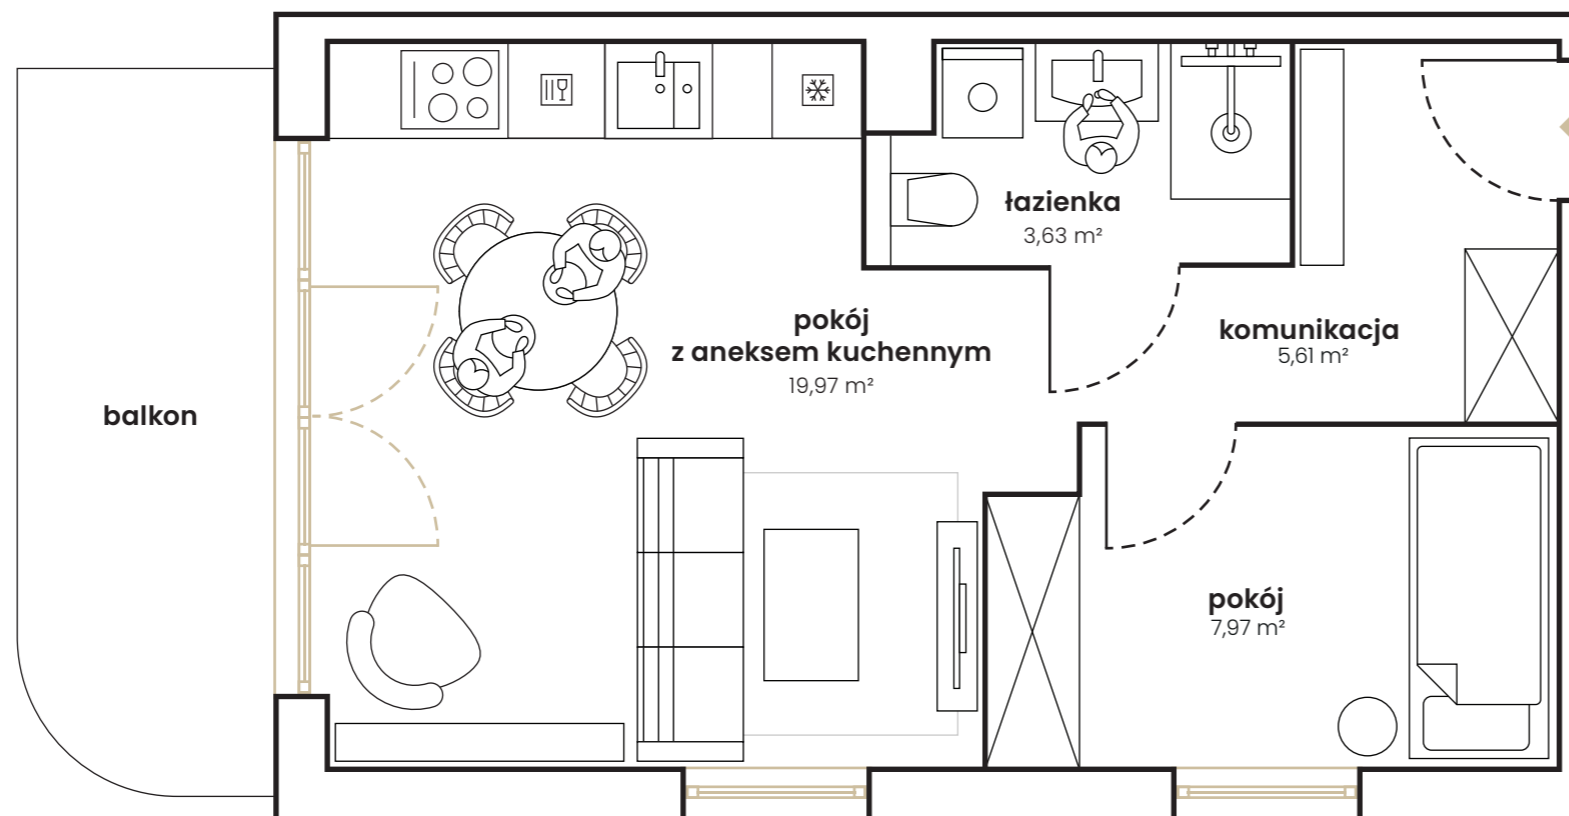 łazienka
3,63 m²
pokój
z aneksem kuchennym
19,97 m²
komunikacja
5,61 m²
balkon
pokój
7,97 m²